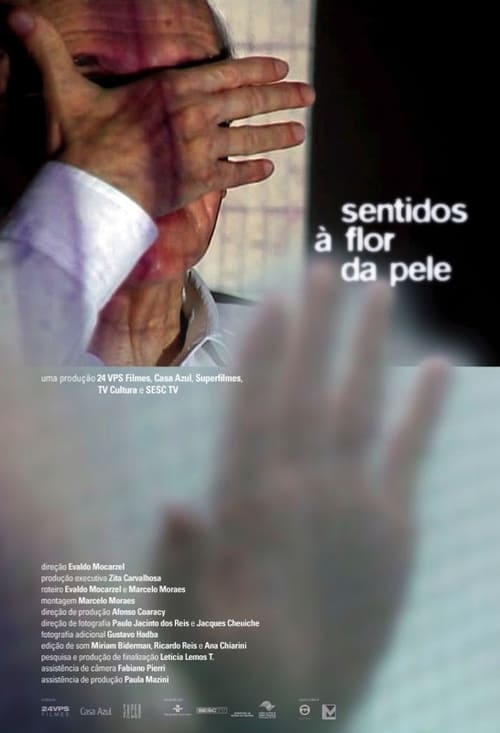 sentidos
à flor
da pele
uma produção 24 VPS Filmes, Casa Azul, Superfilmes,
TV Cultura e SESC TV
direção Evaldo Mocarzel
produção executiva Zita Carvalhosa
roteiro Evaldo Mocarzel e Marcelo Moraes
montagem Marcelo Moraes
direção de produção Afonso Coaracy
direção de fotografia Paulo Jacinto dos Reis e Jacques Cheuiche
fotografia adicional Gustavo Hadba
edição de som Miriam Biderman, Ricardo Reis e Ana Chiarini
pesquisa e produção de finalização Letícia Lemos T.
assistência de câmera Fabiano Pierri
assistência de produção Paula Mazini
24VPS
FILMES
Casa Azul